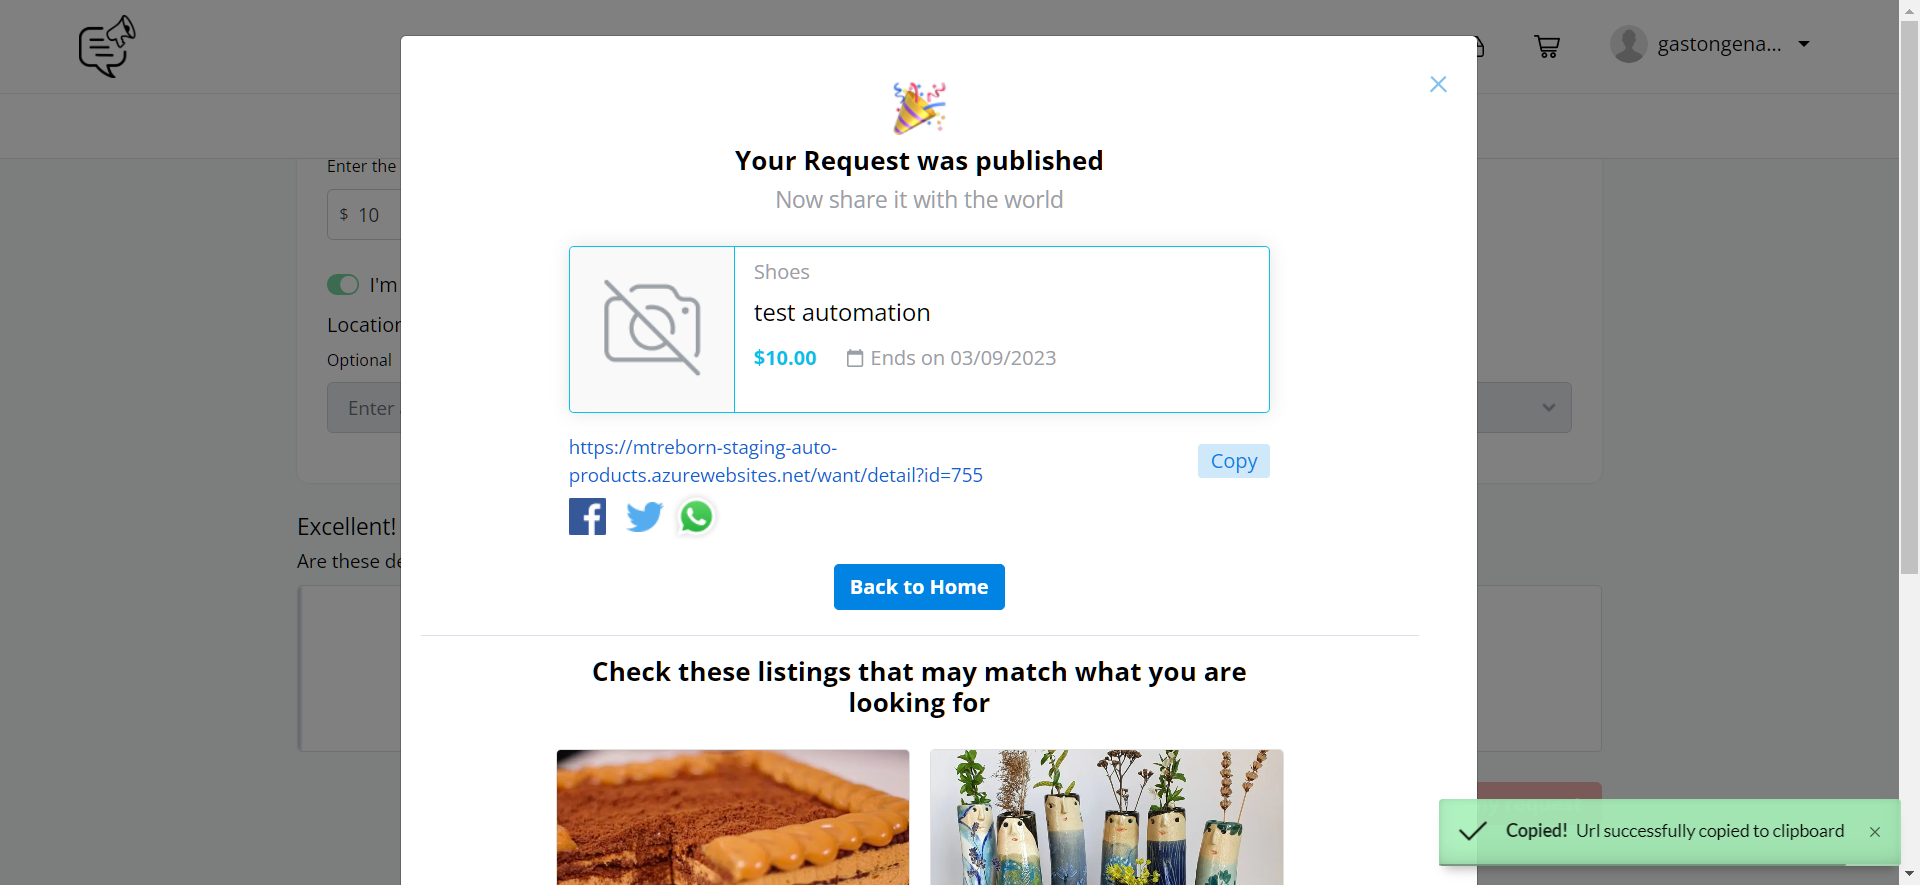 gastongena...
Enter the
$ 10
I'm
Location
Optional
Enter
Excellent!
Are these de
Your Request was published
Now share it with the world
Shoes
test automation
$10.00 Ends on 03/09/2023
https://mtreborn-staging-auto-
products.azurewebsites.net/want/detail?id=755
Copy
Back to Home
Check these listings that may match what you are
looking for
Copied! Url successfully copied to clipboard